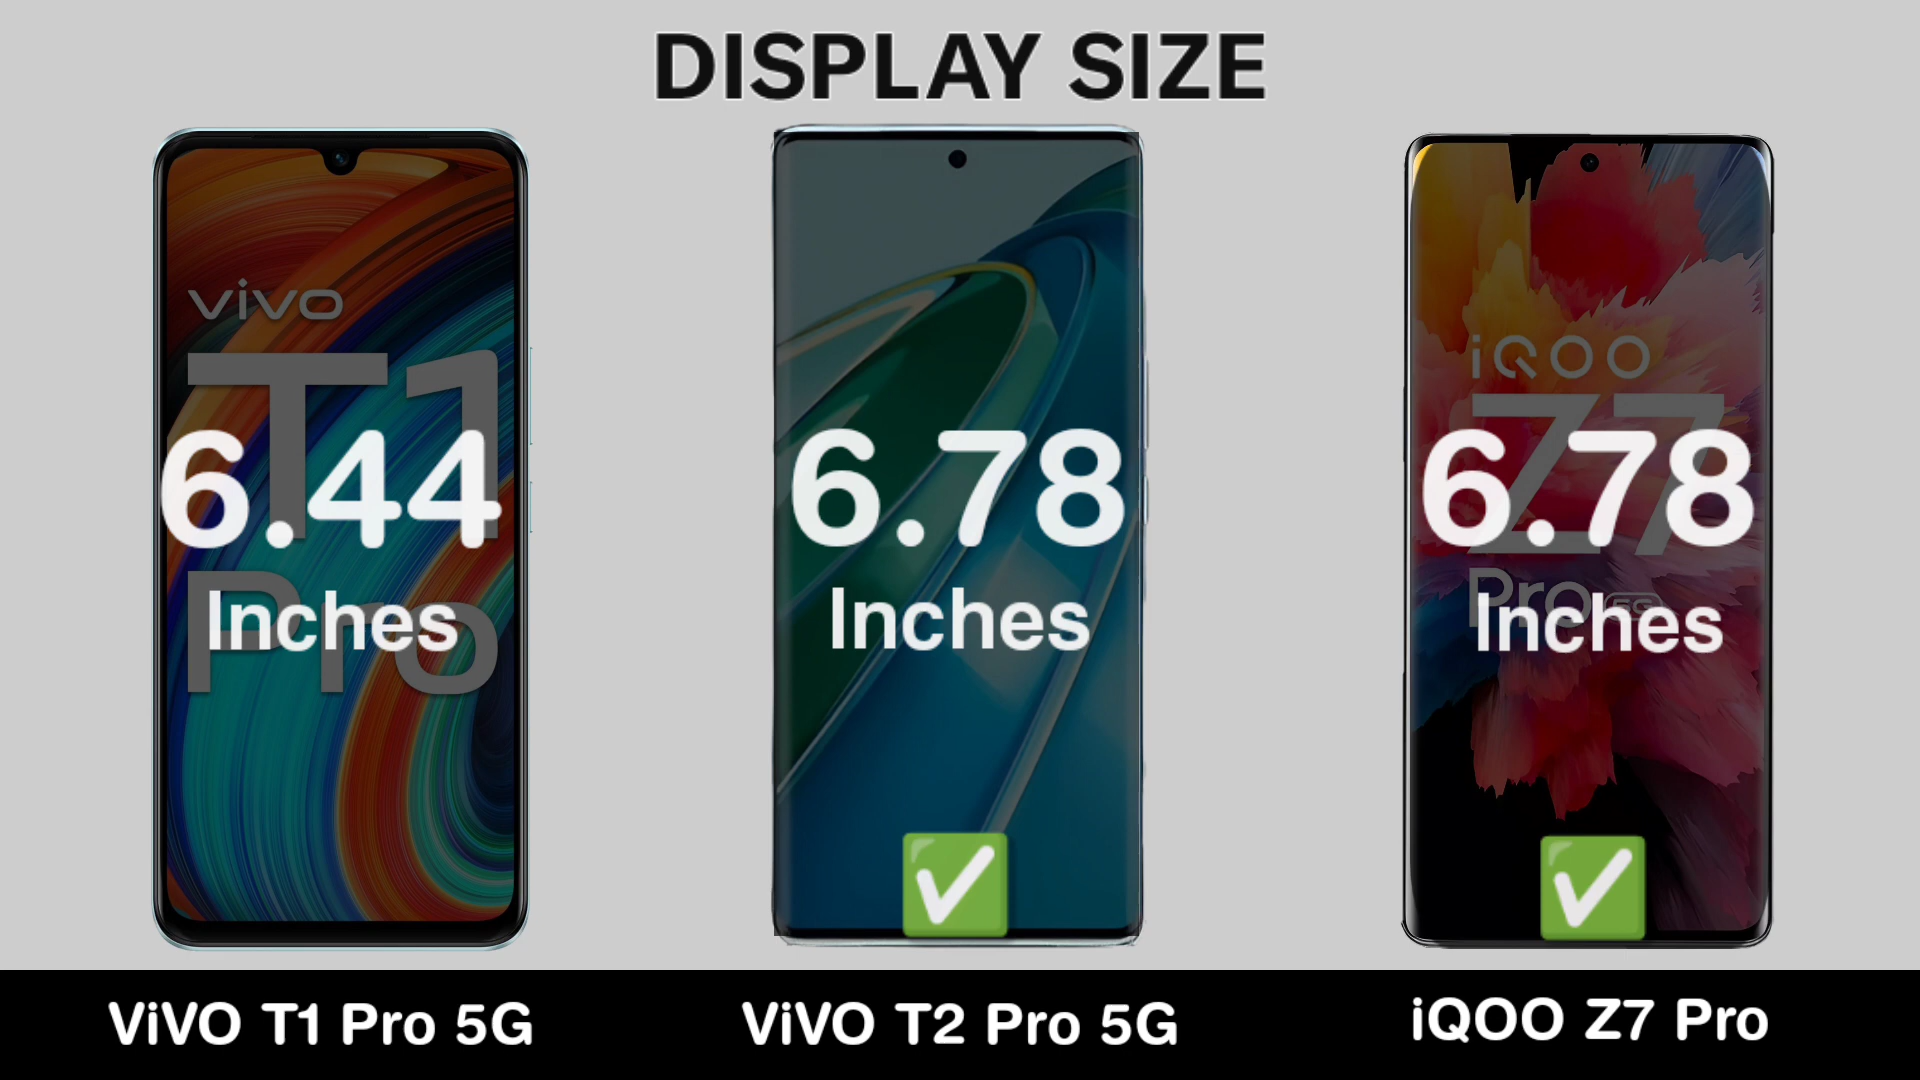 DISPLAY SIZE
vivo
T1
6.44
Pro
Inches
6.78
Inches
iQOO
Z7
6.78
Pro 5G
Inches
ViVO T1 Pro 5G
ViVO T2 Pro 5G
iQOO Z7 Pro